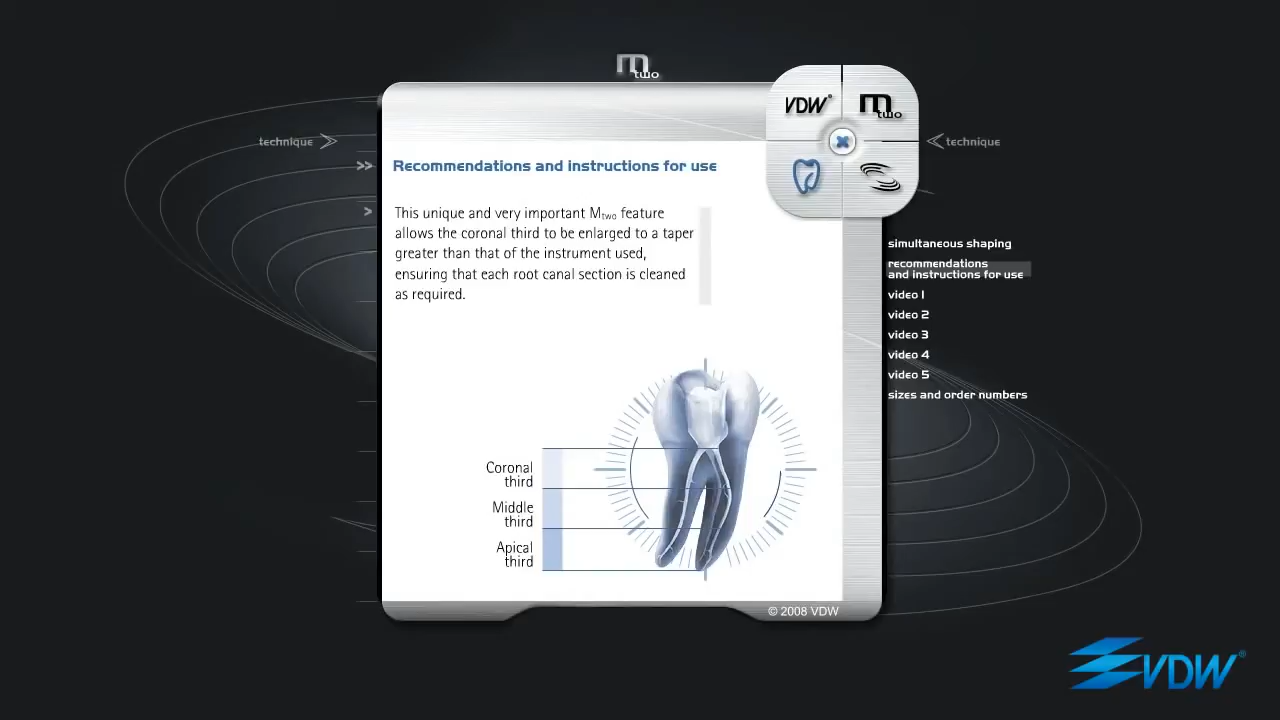 mtwo
VDW®
mtwo
technique
technique
Recommendations and instructions for use
This unique and very important Mtwo feature
allows the coronal third to be enlarged to a taper
greater than that of the instrument used,
ensuring that each root canal section is cleaned
as required.
simultaneous shaping
recommendations
and instructions for use
video 1
video 2
video 3
video 4
video 5
sizes and order numbers
Coronal
third
Middle
third
Apical
third
© 2008 VDW
VDW®